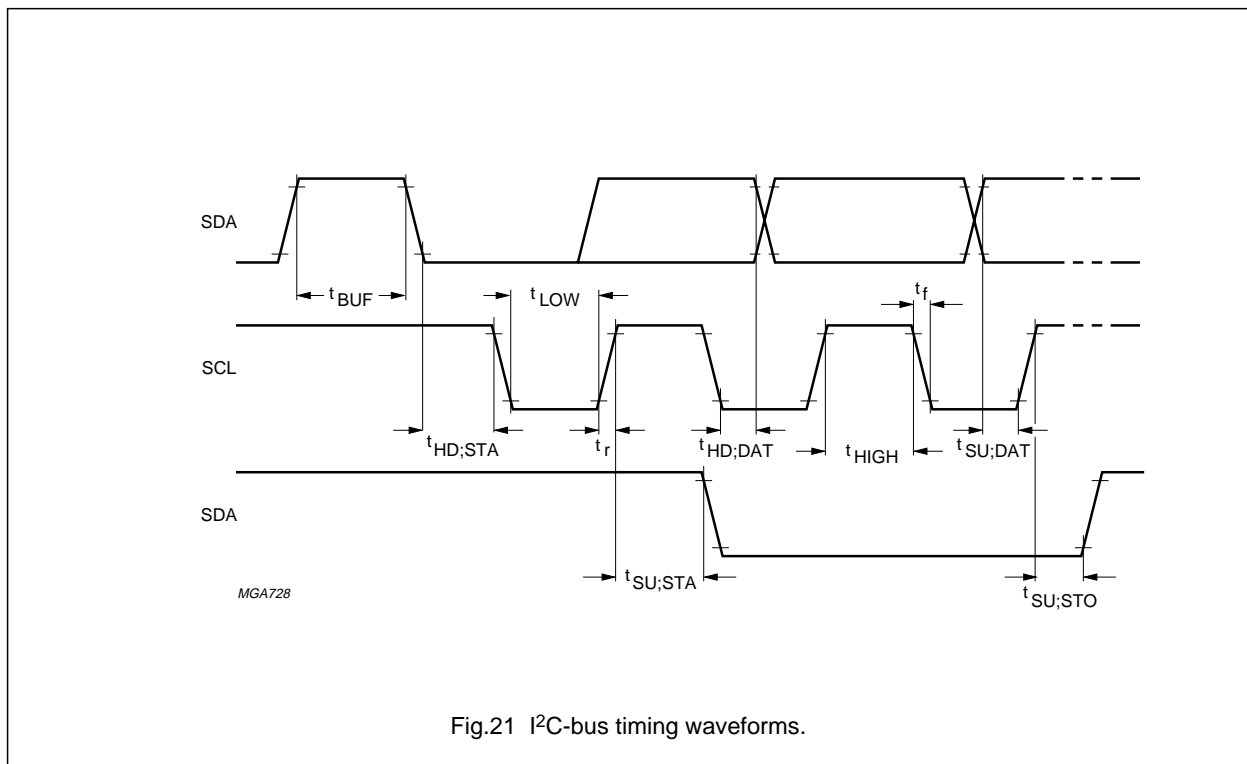 SDA
t BUF
t LOW
t f
SCL
t HD;STA
t r
t HD;DAT
t HIGH
t SU;DAT
SDA
t SU;STA
t SU;STO
MGA728
Fig.21 I2C-bus timing waveforms.